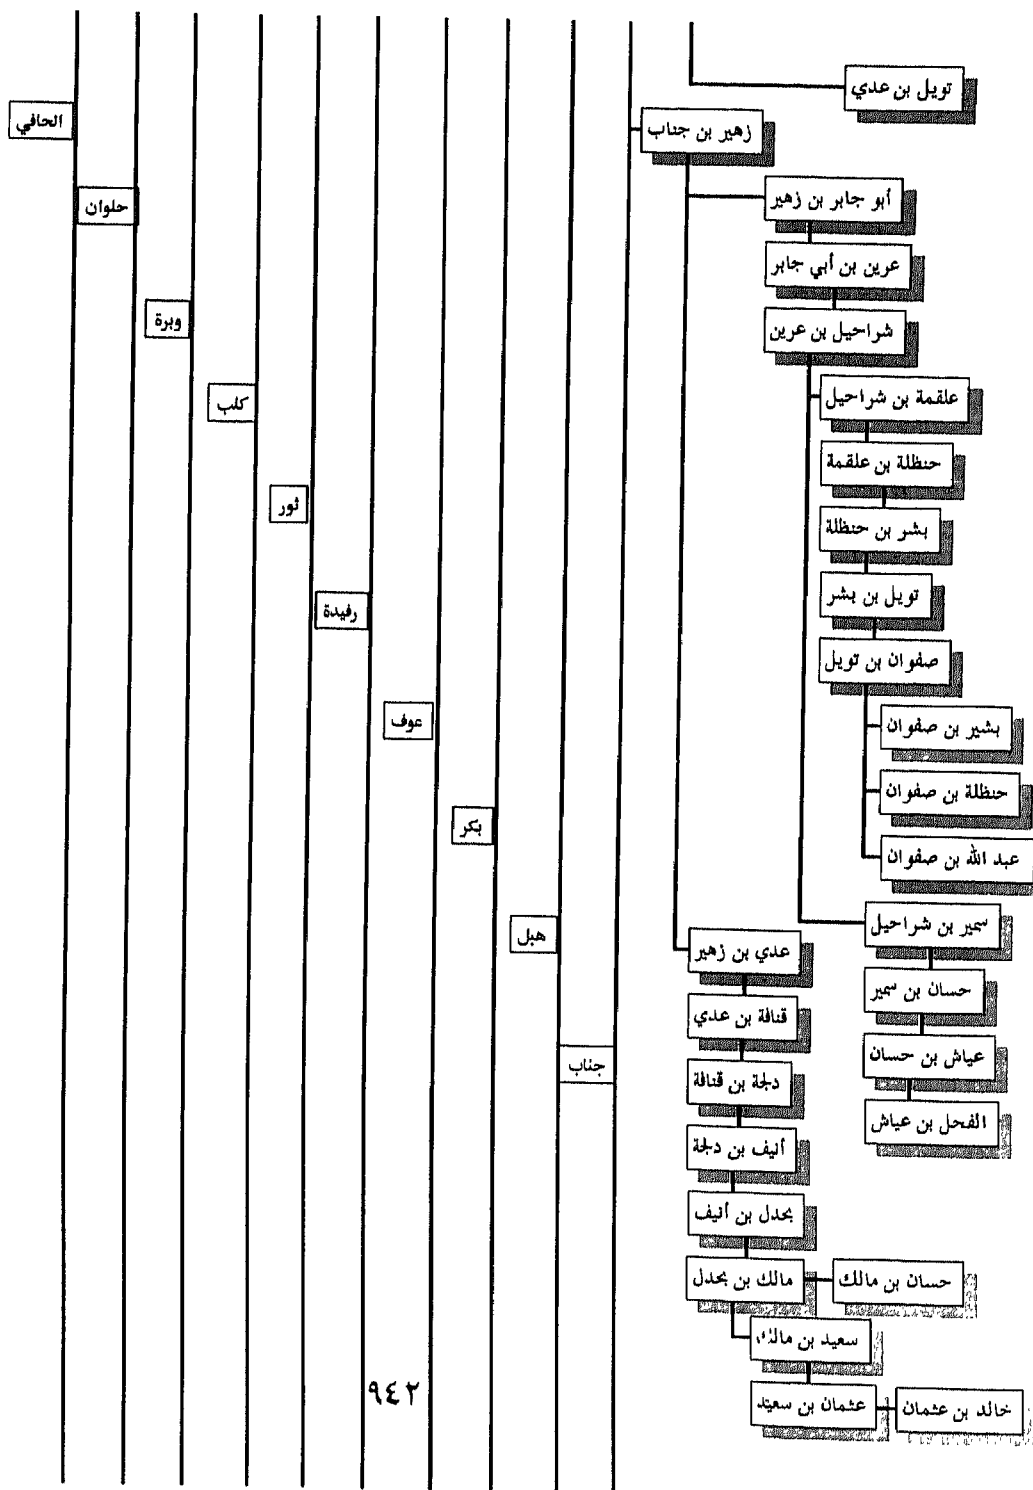 تويل بن عدي
الحافي
زهير بن جناب
حلوان
أبو جابر بن زهير
عرين بن أبي جابر
وبرة
شراحيل بن عرين
كلب
علقمة بن شراحيل
حنظلة بن علقمة
ثور
بشر بن حنظلة
رفيدة
تويل بن بشر
صفوان بن تويل
عوف
بشير بن صفوان
حنظلة بن صفوان
بكر
عبد الله بن صفوان
هبل
سمير بن شراحيل
عدي بن زهير
حسان بن سمير
قنافة بن عدي
جناب
عياش بن حسان
دلجة بن قنافة
الفحل بن عياش
أنيف بن دلجة
بحدل بن أنيف
مالك بن بحدل
حسان بن مالك
سعيد بن مالك
عثمان بن سعيد
خالد بن عثمان
٩٤٢